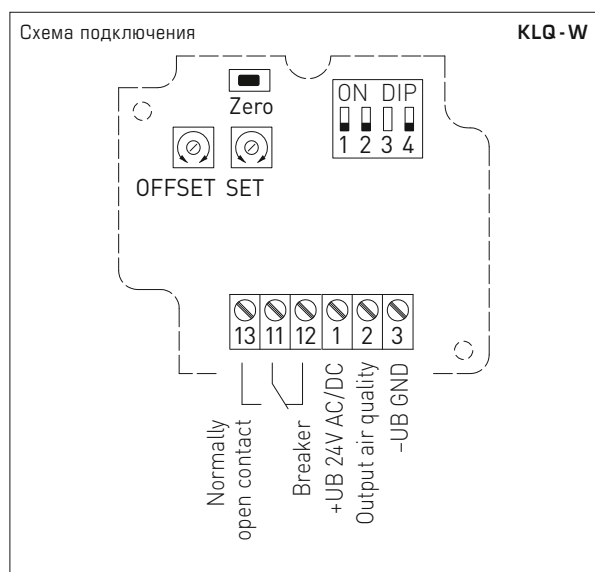 Схема подключения
KLQ-W
Zero
ON DIP
1 2 3 4
OFFSET SET
13 11 12 1 2 3
Normally
open contact
Breaker
+UB 24V AC/DC
Output air quality
–UB GND